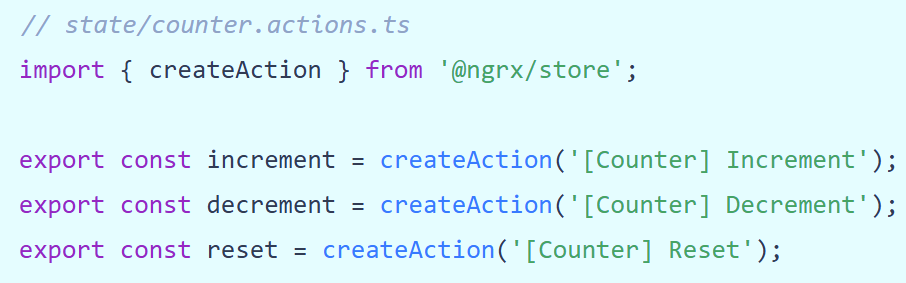 // state/counter.actions.ts
import { createAction } from '@ngrx/store';
export const increment = createAction('[Counter] Increment');
export const decrement = createAction('[Counter] Decrement');
export const reset = createAction('[Counter] Reset');